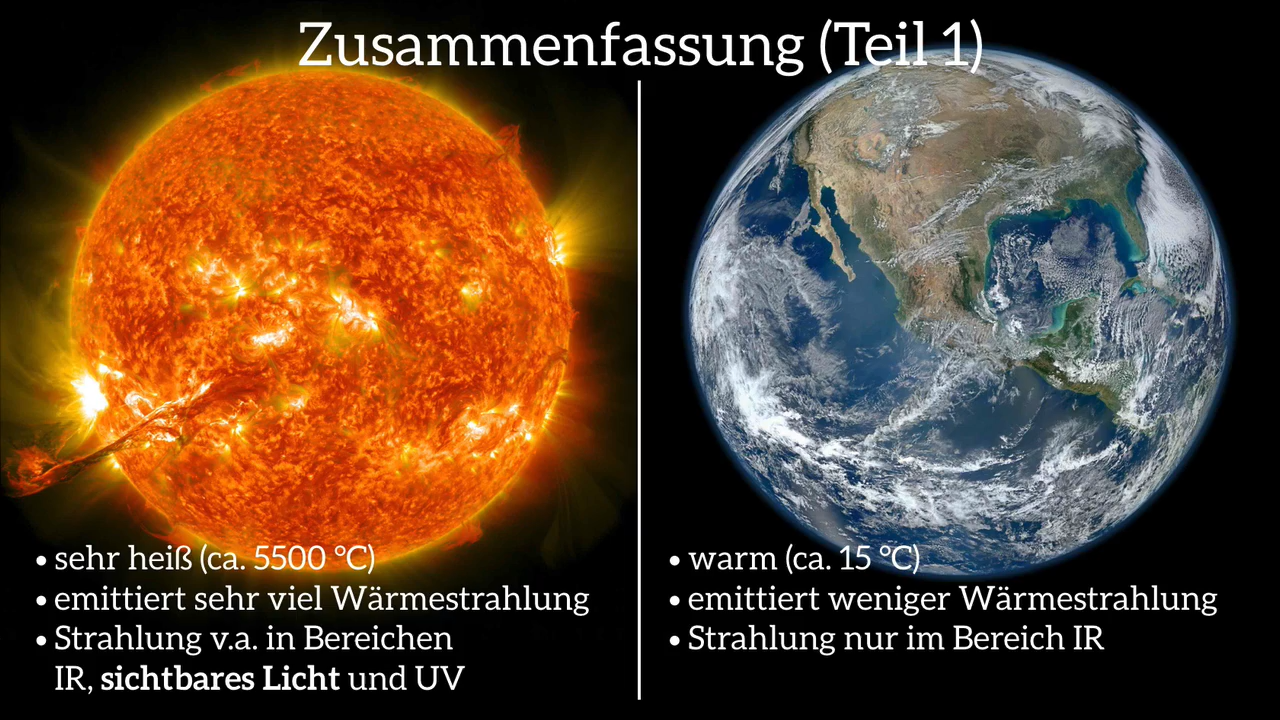 Zusammenfassung (Teil 1)
• sehr heiß (ca. 5500 °C)
• emittiert sehr viel Wärmestrahlung
• Strahlung v.a. in Bereichen
IR, sichtbares Licht und UV
• warm (ca. 15 °C)
• emittiert weniger Wärmestrahlung
• Strahlung nur im Bereich IR